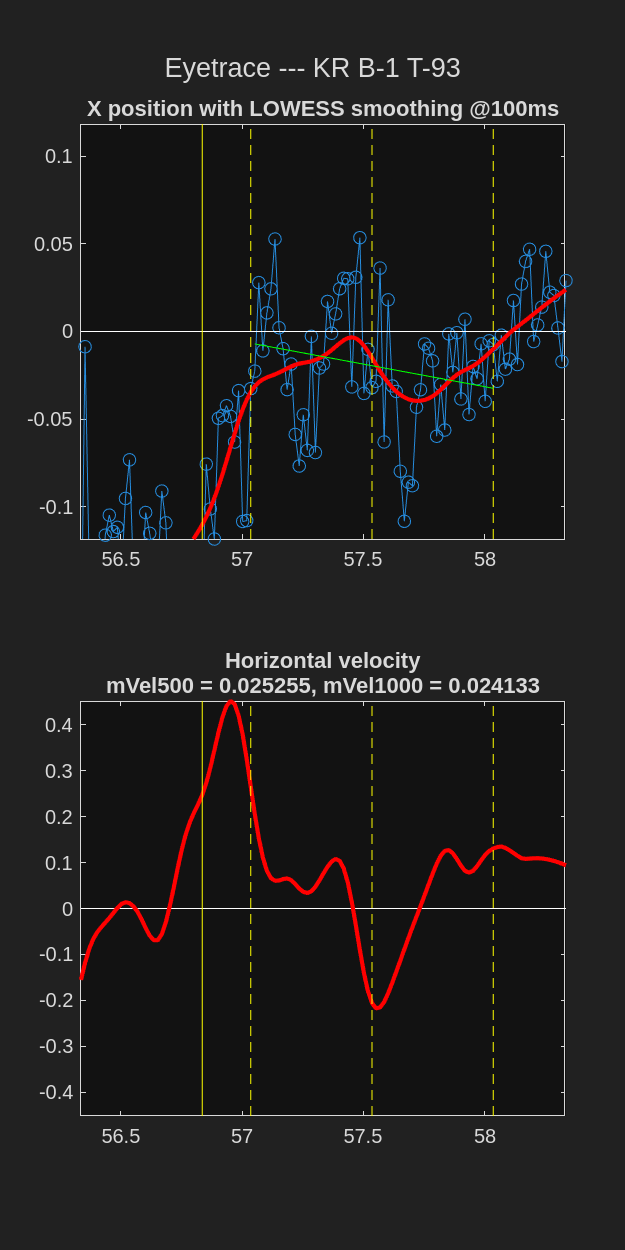 Eyetrace --- KR B-1 T-93
X position with LOWESS smoothing @100ms
0.1
0.05
0
-0.05
-0.1
56.5 57 57.5 58
Horizontal velocity
mVel500 = 0.025255, mVel1000 = 0.024133
0.4
0.3
0.2
0.1
0
-0.1
-0.2
-0.3
-0.4
56.5 57 57.5 58